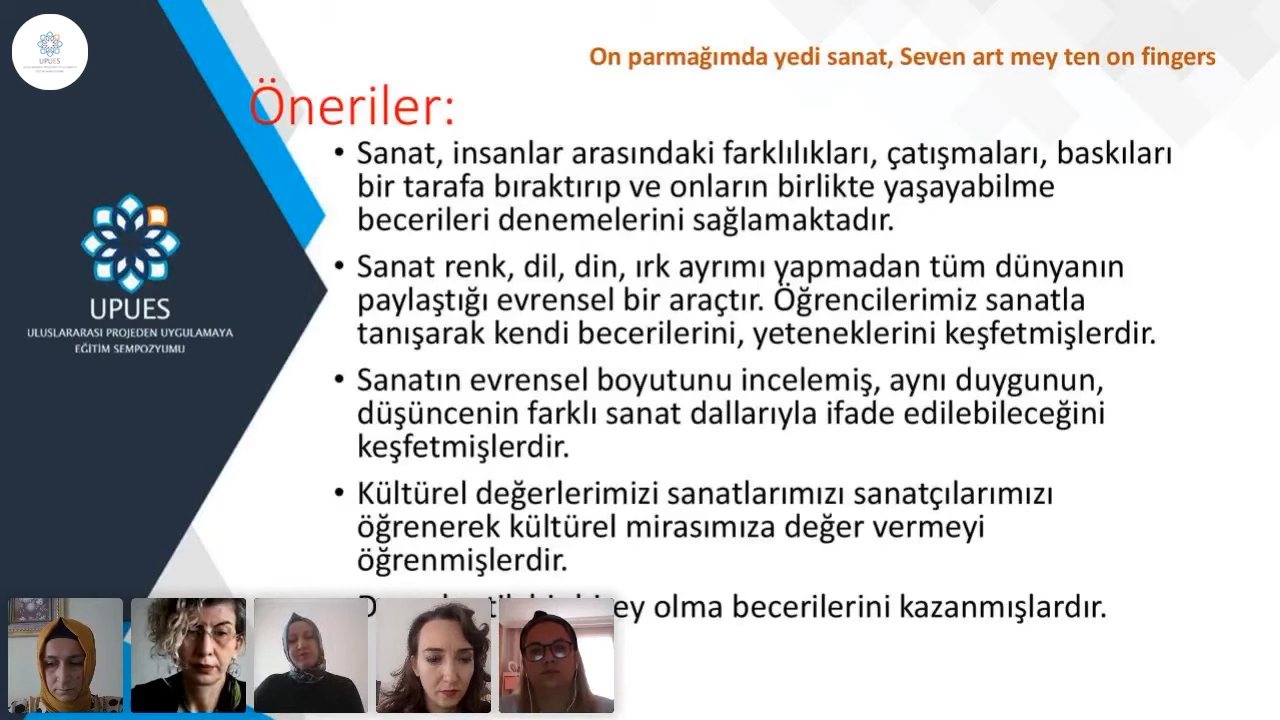 UPUES
On parmağımda yedi sanat, Seven art mey ten on fingers
Öneriler:
• Sanat, insanlar arasındaki farklılıkları, çatışmaları, baskıları
bir tarafa bıraktırıp ve onların birlikte yaşayabilme
becerileri denemelerini sağlamaktadır.
• Sanat renk, dil, din, ırk ayrımı yapmadan tüm dünyanın
paylaştığı evrensel bir araçtır. Öğrencilerimiz sanatla
tanışarak kendi becerilerini, yeteneklerini keşfetmişlerdir.
• Sanatın evrensel boyutunu incelemiş, aynı duygunun,
düşüncenin farklı sanat dallarıyla ifade edilebileceğini
keşfetmişlerdir.
• Kültürel değerlerimizi sanatlarımızı sanatçılarımızı
öğrenerek kültürel mirasımıza değer vermeyi
öğrenmişlerdir.
olma becerilerini kazanmışlardır.
UPUES
ULUSLARARASI PROJEDEN UYGULAMAYA
EĞİTİM SEMPOZYUMU